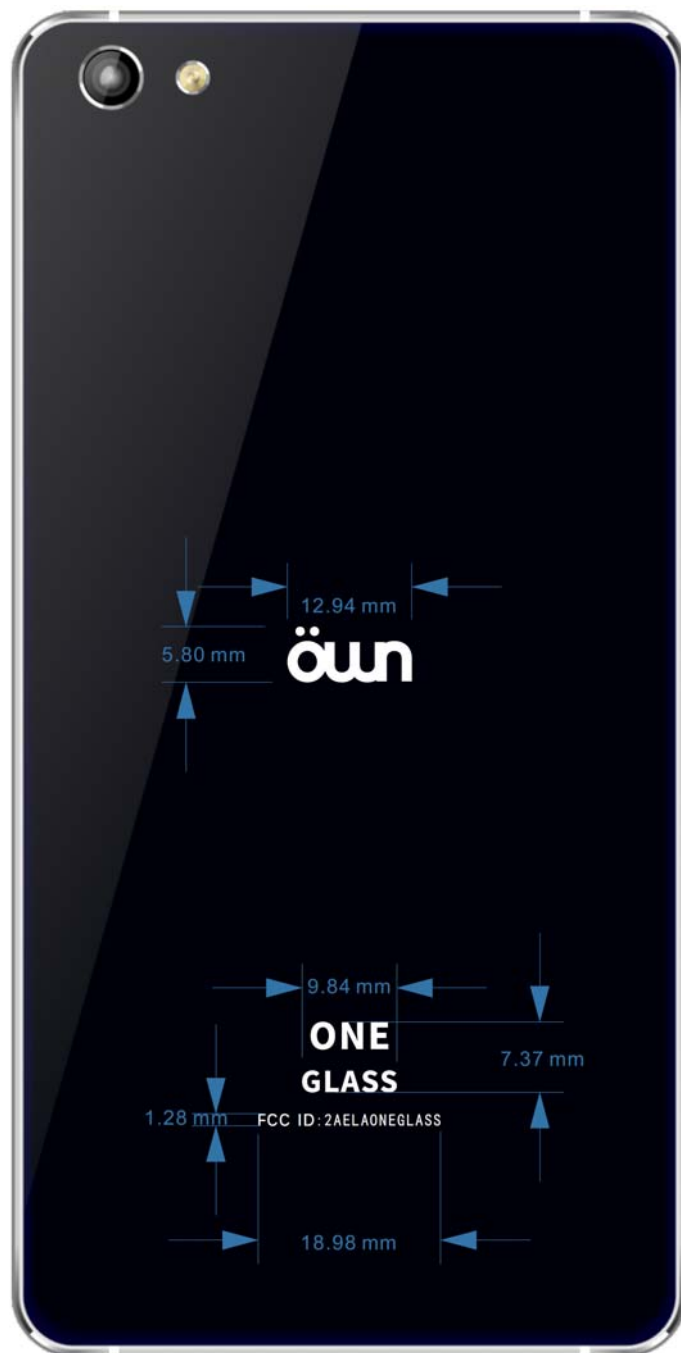 12.94 mm
5.80 mm
öwn
9.84 mm
ONE
7.37 mm
GLASS
1.28 mm
FCC ID: 2AELAONEGLASS
18.98 mm